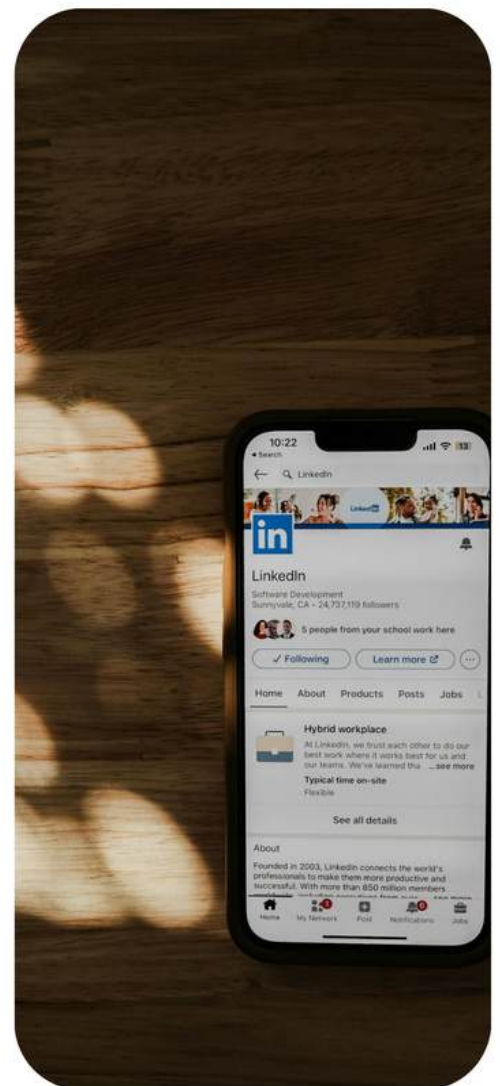 10:22
13
Search
LinkedIn
LinkedIn
in
LinkedIn
Software Development
Sunnyvale, CA • 24,737,119 followers
5 people from your school work here
✓ Following
Learn more
Home About Products Posts Jobs
Hybrid workplace
At LinkedIn, we trust each other to do our
best work where it works best for us and
our teams. We've learned tha ...see more
Typical time on-site
Flexible
See all details
About
Founded in 2003, LinkedIn connects the world's
professionals to make them more productive and
successful. With more than 850 million members
Home My Network Post Notifications Jobs